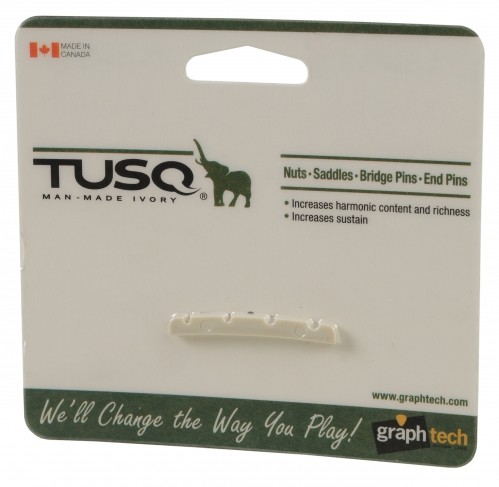 MADE IN
CANADA
TUSQ®
MAN-MADE IVORY
Nuts · Saddles · Bridge Pins · End Pins
• Increases harmonic content and richness
• Increases sustain
www.graphtech.com
We'll Change the Way You Play!
graph tech